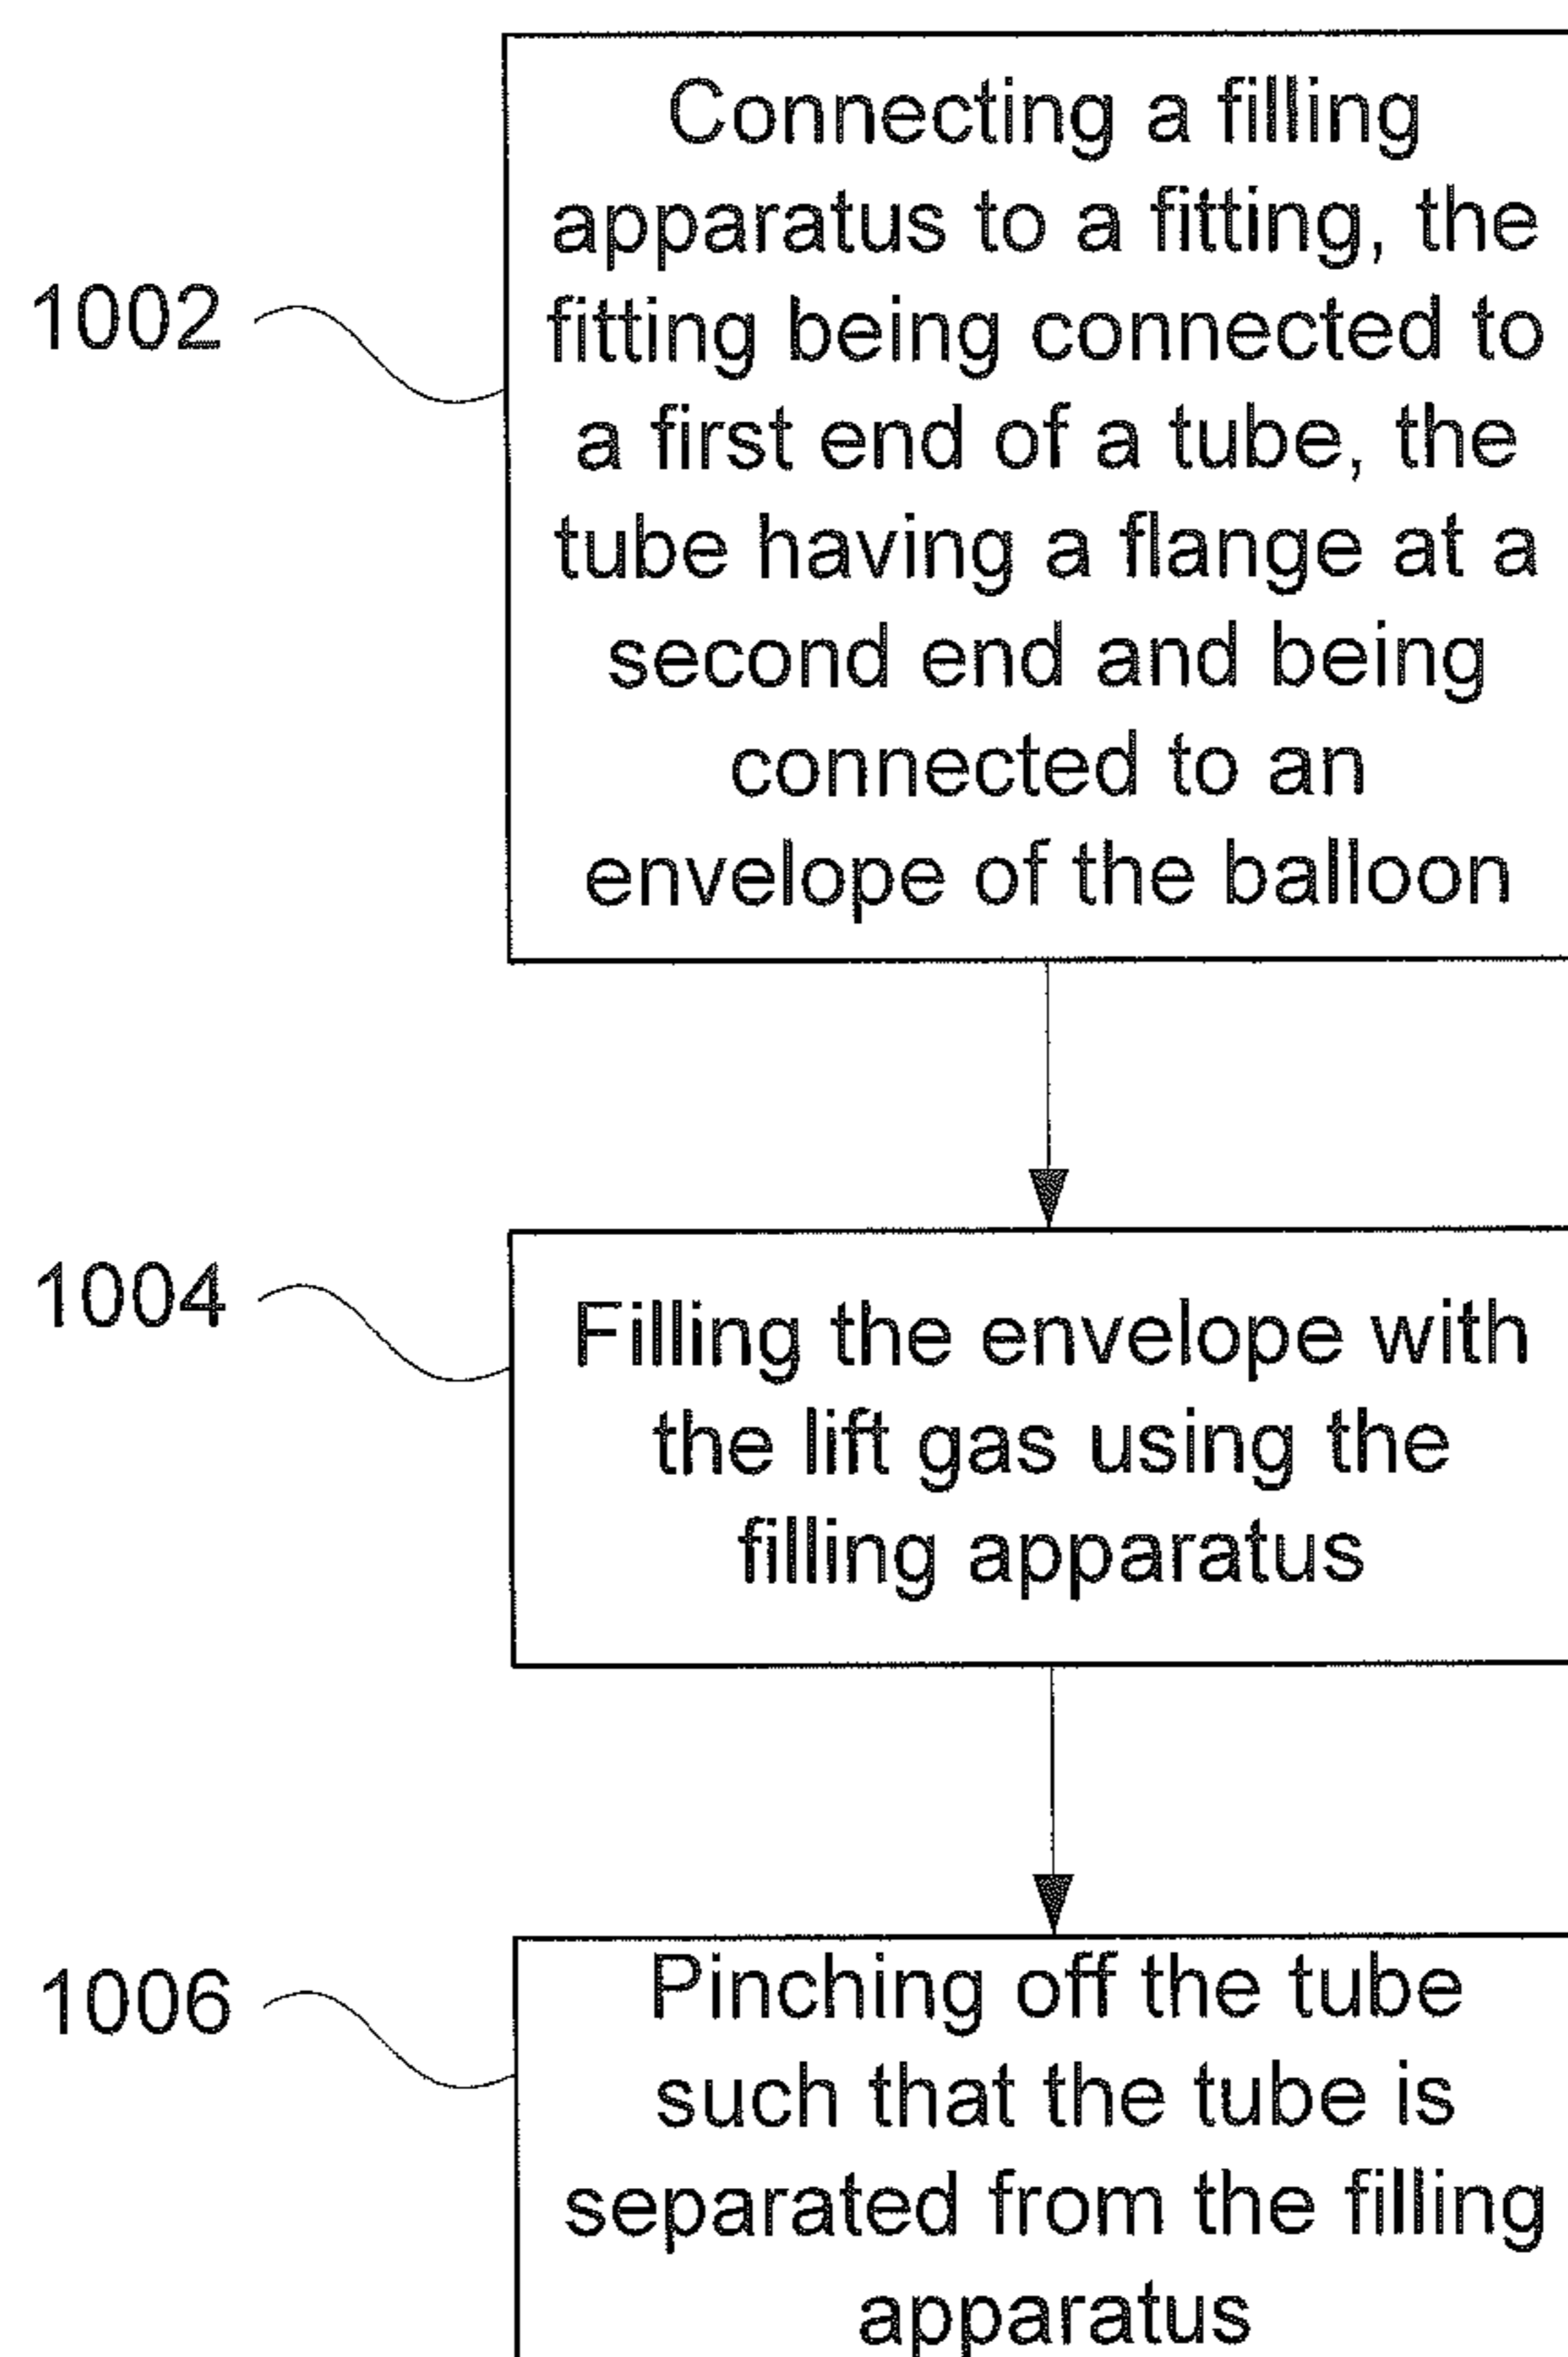 Connecting a filling
apparatus to a fitting, the
1002
fitting being connected to
a first end of a tube, the
tube having a flange at a
second end and being
connected to an
envelope of the balloon
1004
Filling the envelope with
the lift gas using the
filling apparatus
1006
Pinching off the tube
such that the tube is
separated from the filling
apparatus